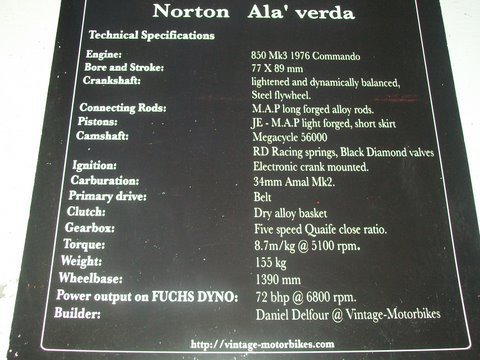 Norton Ala' verda
Technical Specifications
Engine: 850 Mk3 1976 Commando
Bore and Stroke: 77 X 89 mm
Crankshaft: lightened and dynamically balanced,
Steel flywheel.
Connecting Rods: M.A.P long forged alloy rods.
Pistons: JE - M.A.P light forged, short skirt
Camshaft: Megacycle 56000
RD Racing springs, Black Diamond valves
Ignition: Electronic crank mounted.
Carburation: 34mm Amal Mk2.
Primary drive: Belt
Clutch: Dry alloy basket
Gearbox: Five speed Quaife close ratio.
Torque: 8.7m/kg @ 5100 rpm.
Weight: 155 kg
Wheelbase: 1390 mm
Power output on FUCHS DYNO: 72 bhp @ 6800 rpm.
Builder: Daniel Delfour @ Vintage-Motorbikes
http://vintage-motorbikes.com